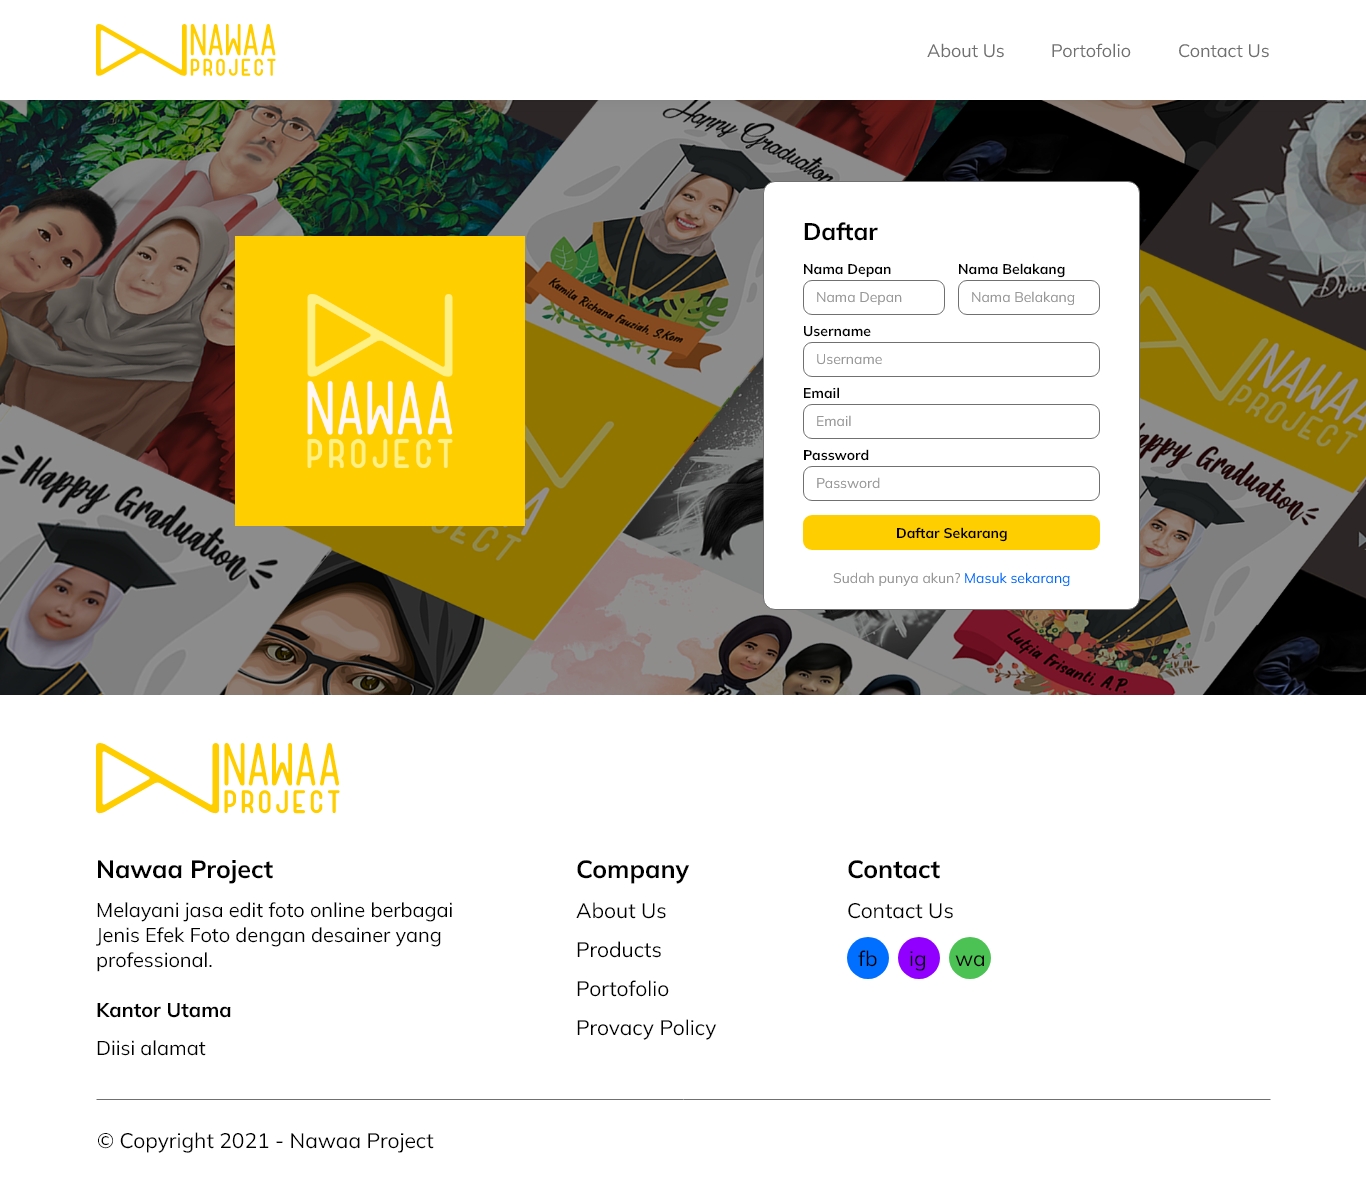 NAWAA
PROJECT
About Us
Portofolio
Contact Us
Happy Graduation
Kamila Richana Fauziah, S.Kom
NAWAA
PROJECT
Daftar
Nama Depan
Nama Belakang
Nama Depan
Nama Belakang
Username
Username
Email
Email
Password
Password
Daftar Sekarang
Sudah punya akun? Masuk sekarang
NAWAA
PROJECT
Happy Graduation
Happy Graduation
NAWAA
PROJECT
Nawaa Project
Melayani jasa edit foto online berbagai
Jenis Efek Foto dengan desainer yang
professional.
Kantor Utama
Diisi alamat
Company
About Us
Products
Portofolio
Provacy Policy
Contact
Contact Us
fb
ig
wa
© Copyright 2021 - Nawaa Project